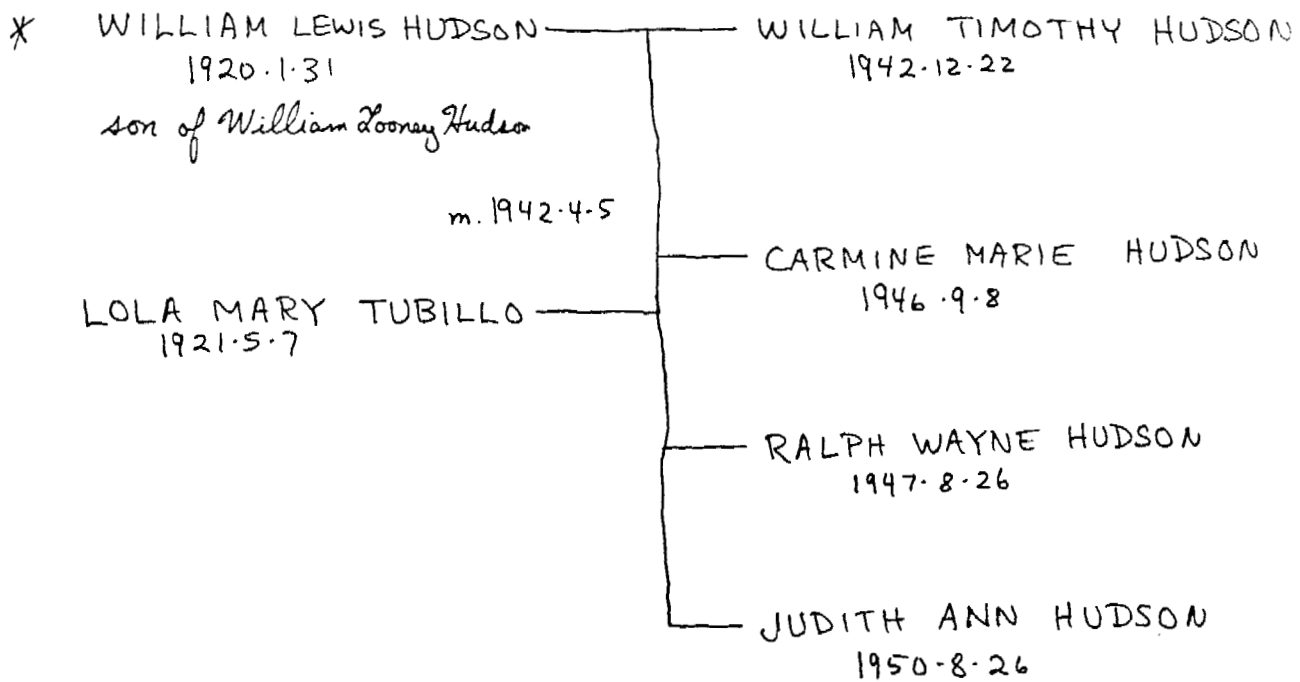 * WILLIAM LEWIS HUDSON
1920.1.31
son of William Looney Hudson
m. 1942.4.5
LOLA MARY TUBILLO
1921.5.7
WILLIAM TIMOTHY HUDSON
1942.12.22
CARMINE MARIE HUDSON
1946.9.8
RALPH WAYNE HUDSON
1947.8.26
JUDITH ANN HUDSON
1950.8.26